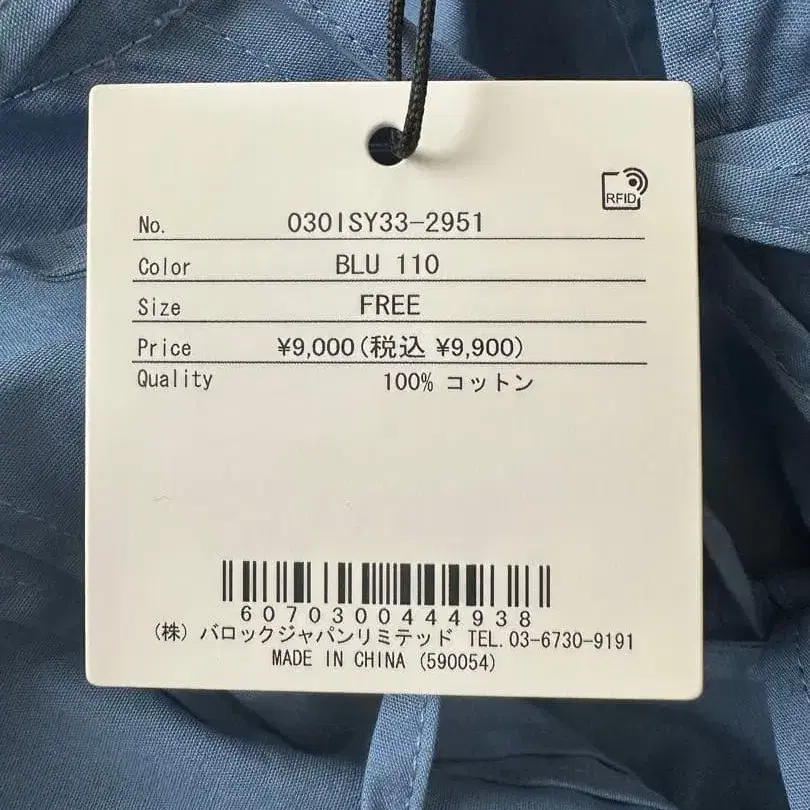 RFID
No. 030ISY33-2951
Color BLU 110
Size FREE
Price ¥9,000(税込 ¥9,900)
Quality 100% コットン
6070300444938
(株) バロックジャパンリミテッド TEL. 03-6730-9191
MADE IN CHINA (590054)